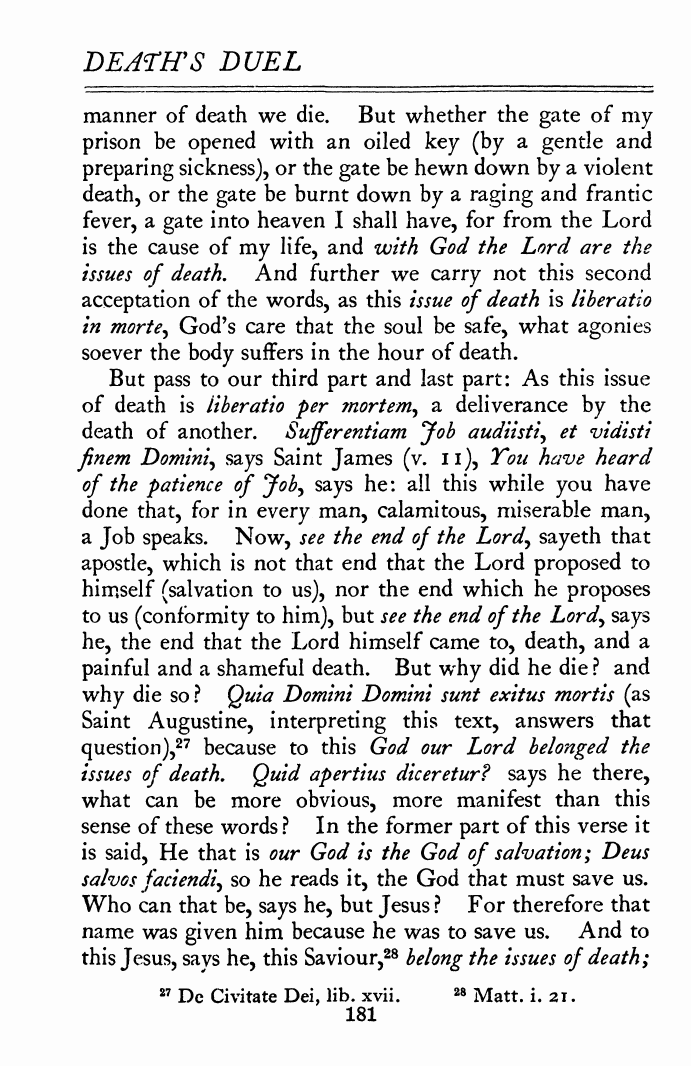 DEATH'S DUEL
manner of death we die. But whether the gate of my
prison be opened with an oiled key (by a gentle and
preparing sickness), or the gate be hewn down by a violent
death, or the gate be burnt down by a raging and frantic
fever, a gate into heaven I shall have, for from the Lord
is the cause of my life, and with God the Lord are the
issues of death. And further we carry not this second
acceptation of the words, as this issue of death is liberatio
in morte, God's care that the soul be safe, what agonies
soever the body suffers in the hour of death.
But pass to our third part and last part: As this issue
of death is liberatio per mortem, a deliverance by the
death of another. Sufferentiam Job audiisti, et vidisti
finem Domini, says Saint James (v. 11), You have heard
of the patience of Job, says he: all this while you have
done that, for in every man, calamitous, miserable man,
a Job speaks. Now, see the end of the Lord, sayeth that
apostle, which is not that end that the Lord proposed to
himself (salvation to us), nor the end which he proposes
to us (conformity to him), but see the end of the Lord, says
he, the end that the Lord himself came to, death, and a
painful and a shameful death. But why did he die? and
why die so? Quia Domini Domini sunt exitus mortis (as
Saint Augustine, interpreting this text, answers that
question),27 because to this God our Lord belonged the
issues of death. Quid apertius diceretur? says he there,
what can be more obvious, more manifest than this
sense of these words? In the former part of this verse it
is said, He that is our God is the God of salvation; Deus
salvos faciendi, so he reads it, the God that must save us.
Who can that be, says he, but Jesus? For therefore that
name was given him because he was to save us. And to
this Jesus, says he, this Saviour,28 belong the issues of death;
27 De Civitate Dei, lib. xvii. 28 Matt. i. 21.
181